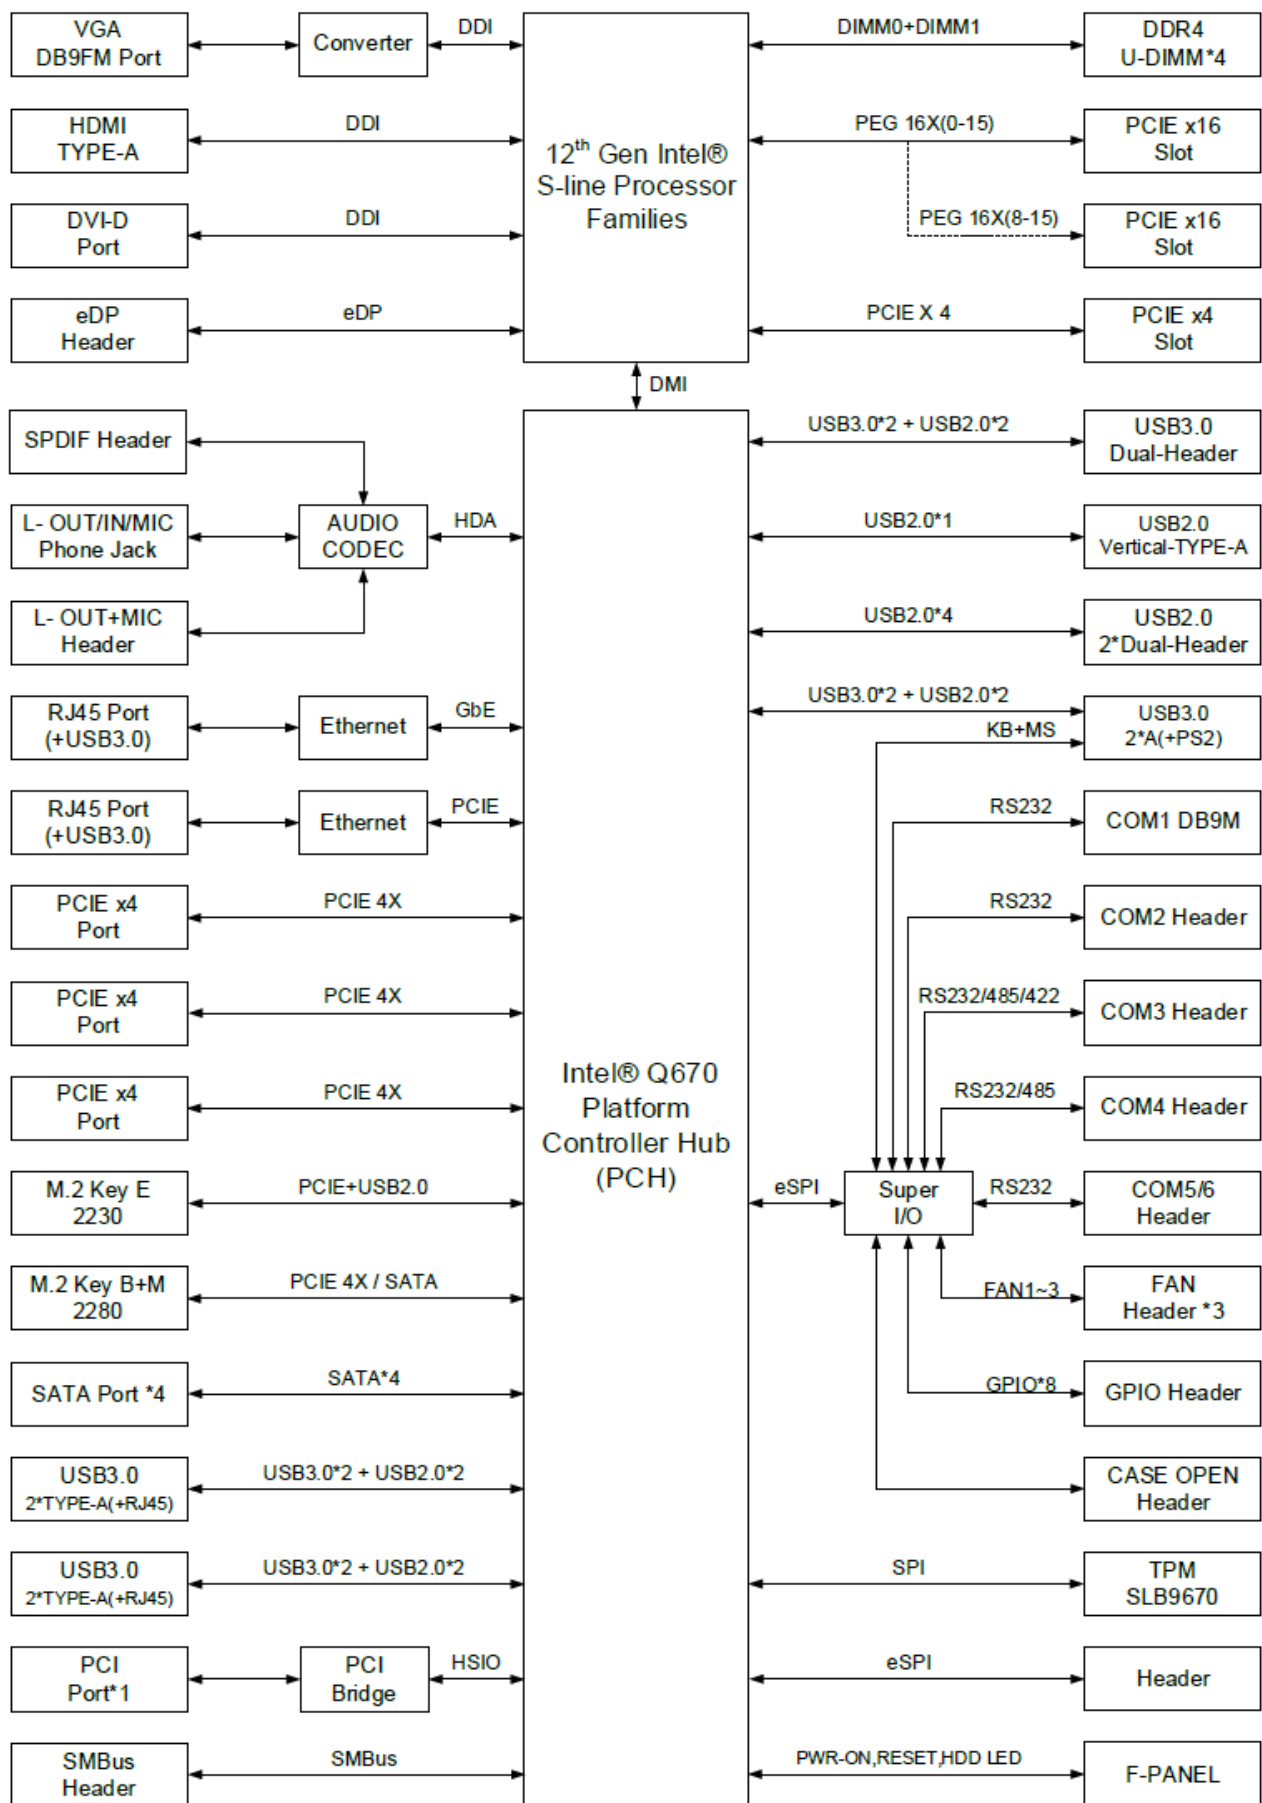 VGA
DB9FM Port
Converter
DDI
DIMM0+DIMM1
DDR4
U-DIMM*4
HDMI
TYPE-A
DDI
12th Gen Intel®
S-line Processor
Families
PEG 16X(0-15)
PCIE x16
Slot
DVI-D
Port
DDI
PEG 16X(8-15)
PCIE x16
Slot
eDP
Header
eDP
PCIE X 4
PCIE x4
Slot
DMI
SPDIF Header
USB3.0*2 + USB2.0*2
USB3.0
Dual-Header
L- OUT/IN/MIC
Phone Jack
AUDIO
CODEC
HDA
USB2.0*1
USB2.0
Vertical-TYPE-A
L- OUT+MIC
Header
USB2.0*4
USB2.0
2*Dual-Header
RJ45 Port
(+USB3.0)
Ethernet
GbE
USB3.0*2 + USB2.0*2
KB+MS
USB3.0
2*A(+PS2)
RJ45 Port
(+USB3.0)
Ethernet
PCIE
RS232
COM1 DB9M
PCIE x4
Port
PCIE 4X
RS232
COM2 Header
PCIE x4
Port
PCIE 4X
RS232/485/422
COM3 Header
PCIE x4
Port
PCIE 4X
Intel® Q670
Platform
Controller Hub
(PCH)
RS232/485
COM4 Header
M.2 Key E
2230
PCIE+USB2.0
eSPI
Super
I/O
RS232
COM5/6
Header
M.2 Key B+M
2280
PCIE 4X / SATA
FAN1~3
FAN
Header *3
SATA Port *4
SATA*4
GPIO*8
GPIO Header
USB3.0
2*TYPE-A(+RJ45)
USB3.0*2 + USB2.0*2
CASE OPEN
Header
USB3.0
2*TYPE-A(+RJ45)
USB3.0*2 + USB2.0*2
SPI
TPM
SLB9670
PCI
Port*1
PCI
Bridge
HSIO
eSPI
Header
SMBus
Header
SMBus
PWR-ON,RESET,HDD LED
F-PANEL